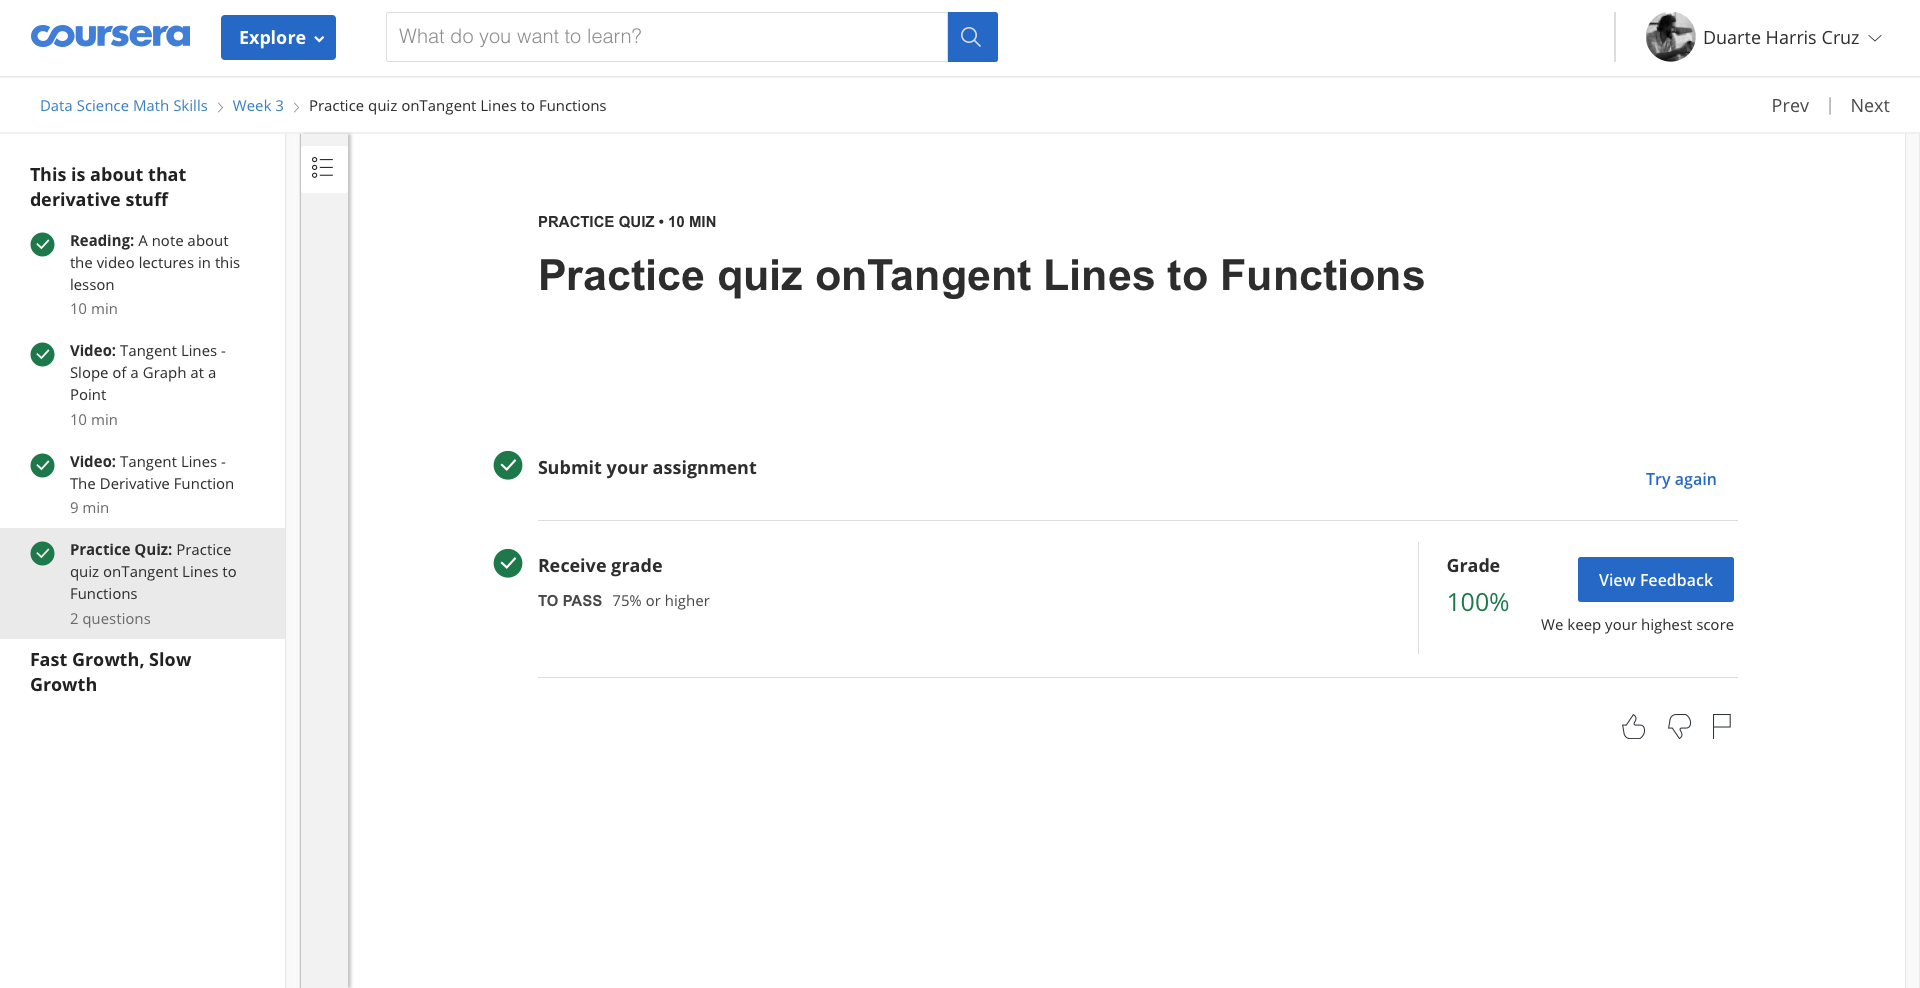 coursera
Explore
What do you want to learn?
Duarte Harris Cruz
Data Science Math Skills
Week 3
Practice quiz onTangent Lines to Functions
Prev
Next
This is about that
derivative stuff
Reading: A note about
the video lectures in this
lesson
10 min
Video: Tangent Lines -
Slope of a Graph at a
Point
10 min
Video: Tangent Lines -
The Derivative Function
9 min
Practice Quiz: Practice
quiz onTangent Lines to
Functions
2 questions
Fast Growth, Slow
Growth
PRACTICE QUIZ • 10 MIN
Practice quiz onTangent Lines to Functions
Submit your assignment
Try again
Receive grade
TO PASS 75% or higher
Grade
100%
View Feedback
We keep your highest score